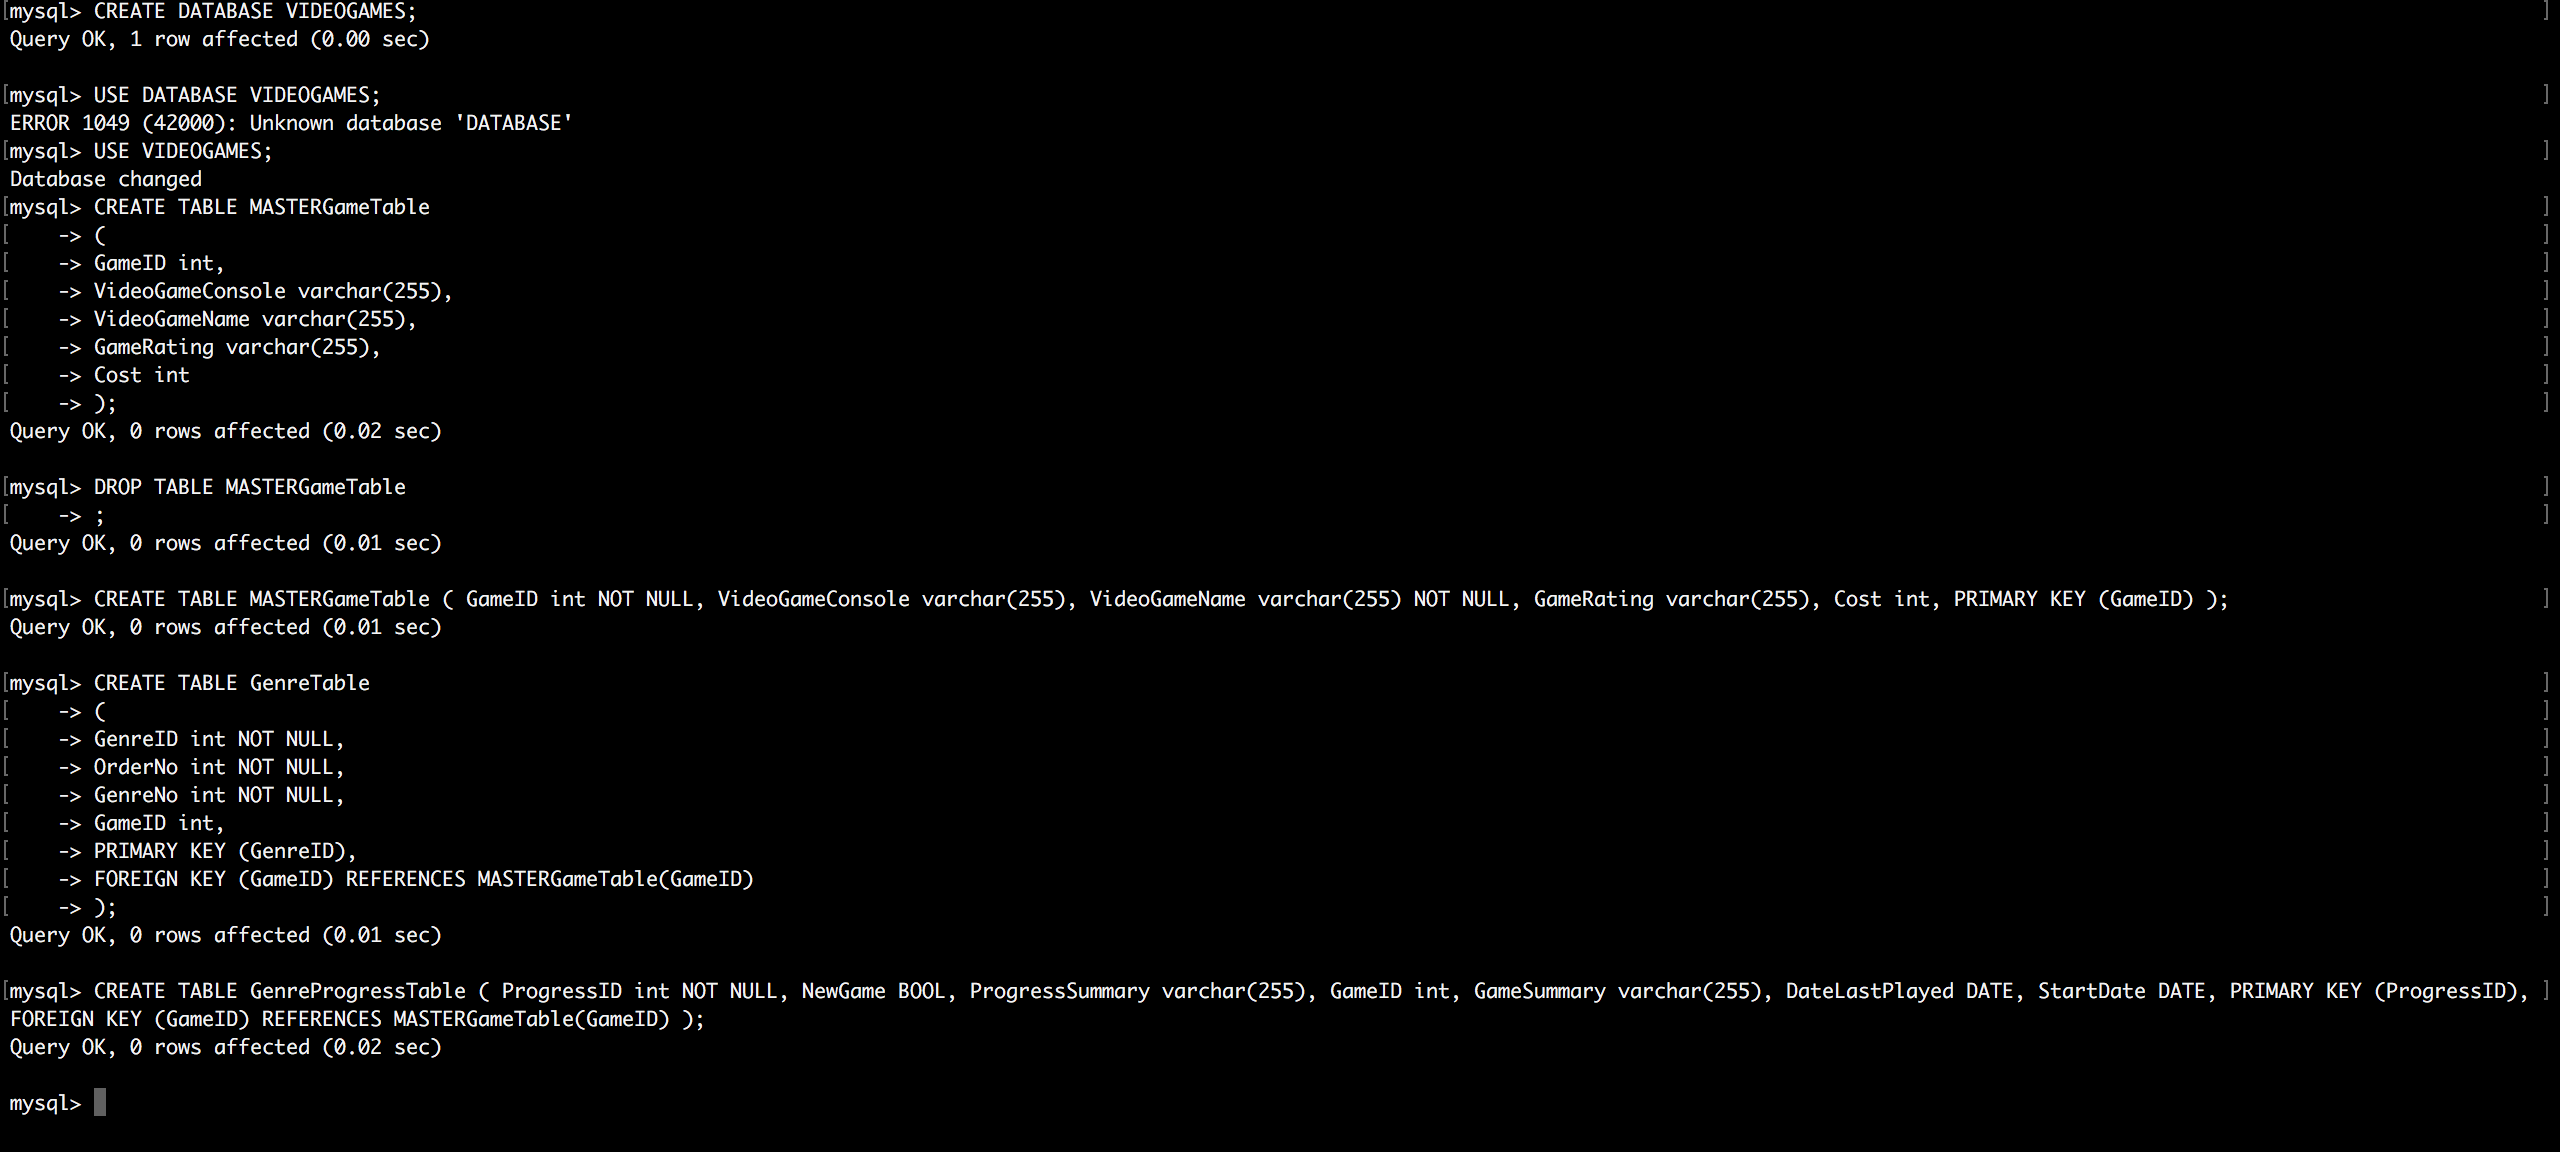 [mysql> CREATE DATABASE VIDEOGAMES; ]
Query OK, 1 row affected (0.00 sec)
[mysql> USE DATABASE VIDEOGAMES; ]
ERROR 1049 (42000): Unknown database 'DATABASE'
[mysql> USE VIDEOGAMES; ]
Database changed
[mysql> CREATE TABLE MASTERGameTable ]
[    -> ( ]
[    -> GameID int, ]
[    -> VideoGameConsole varchar(255), ]
[    -> VideoGameName varchar(255), ]
[    -> GameRating varchar(255), ]
[    -> Cost int ]
[    -> ); ]
Query OK, 0 rows affected (0.02 sec)
[mysql> DROP TABLE MASTERGameTable ]
[    -> ; ]
Query OK, 0 rows affected (0.01 sec)
[mysql> CREATE TABLE MASTERGameTable ( GameID int NOT NULL, VideoGameConsole varchar(255), VideoGameName varchar(255) NOT NULL, GameRating varchar(255), Cost int, PRIMARY KEY (GameID) ); ]
Query OK, 0 rows affected (0.01 sec)
[mysql> CREATE TABLE GenreTable ]
[    -> ( ]
[    -> GenreID int NOT NULL, ]
[    -> OrderNo int NOT NULL, ]
[    -> GenreNo int NOT NULL, ]
[    -> GameID int, ]
[    -> PRIMARY KEY (GenreID), ]
[    -> FOREIGN KEY (GameID) REFERENCES MASTERGameTable(GameID) ]
[    -> ); ]
Query OK, 0 rows affected (0.01 sec)
[mysql> CREATE TABLE GenreProgressTable ( ProgressID int NOT NULL, NewGame BOOL, ProgressSummary varchar(255), GameID int, GameSummary varchar(255), DateLastPlayed DATE, StartDate DATE, PRIMARY KEY (ProgressID), ]
FOREIGN KEY (GameID) REFERENCES MASTERGameTable(GameID) );
Query OK, 0 rows affected (0.02 sec)
mysql>